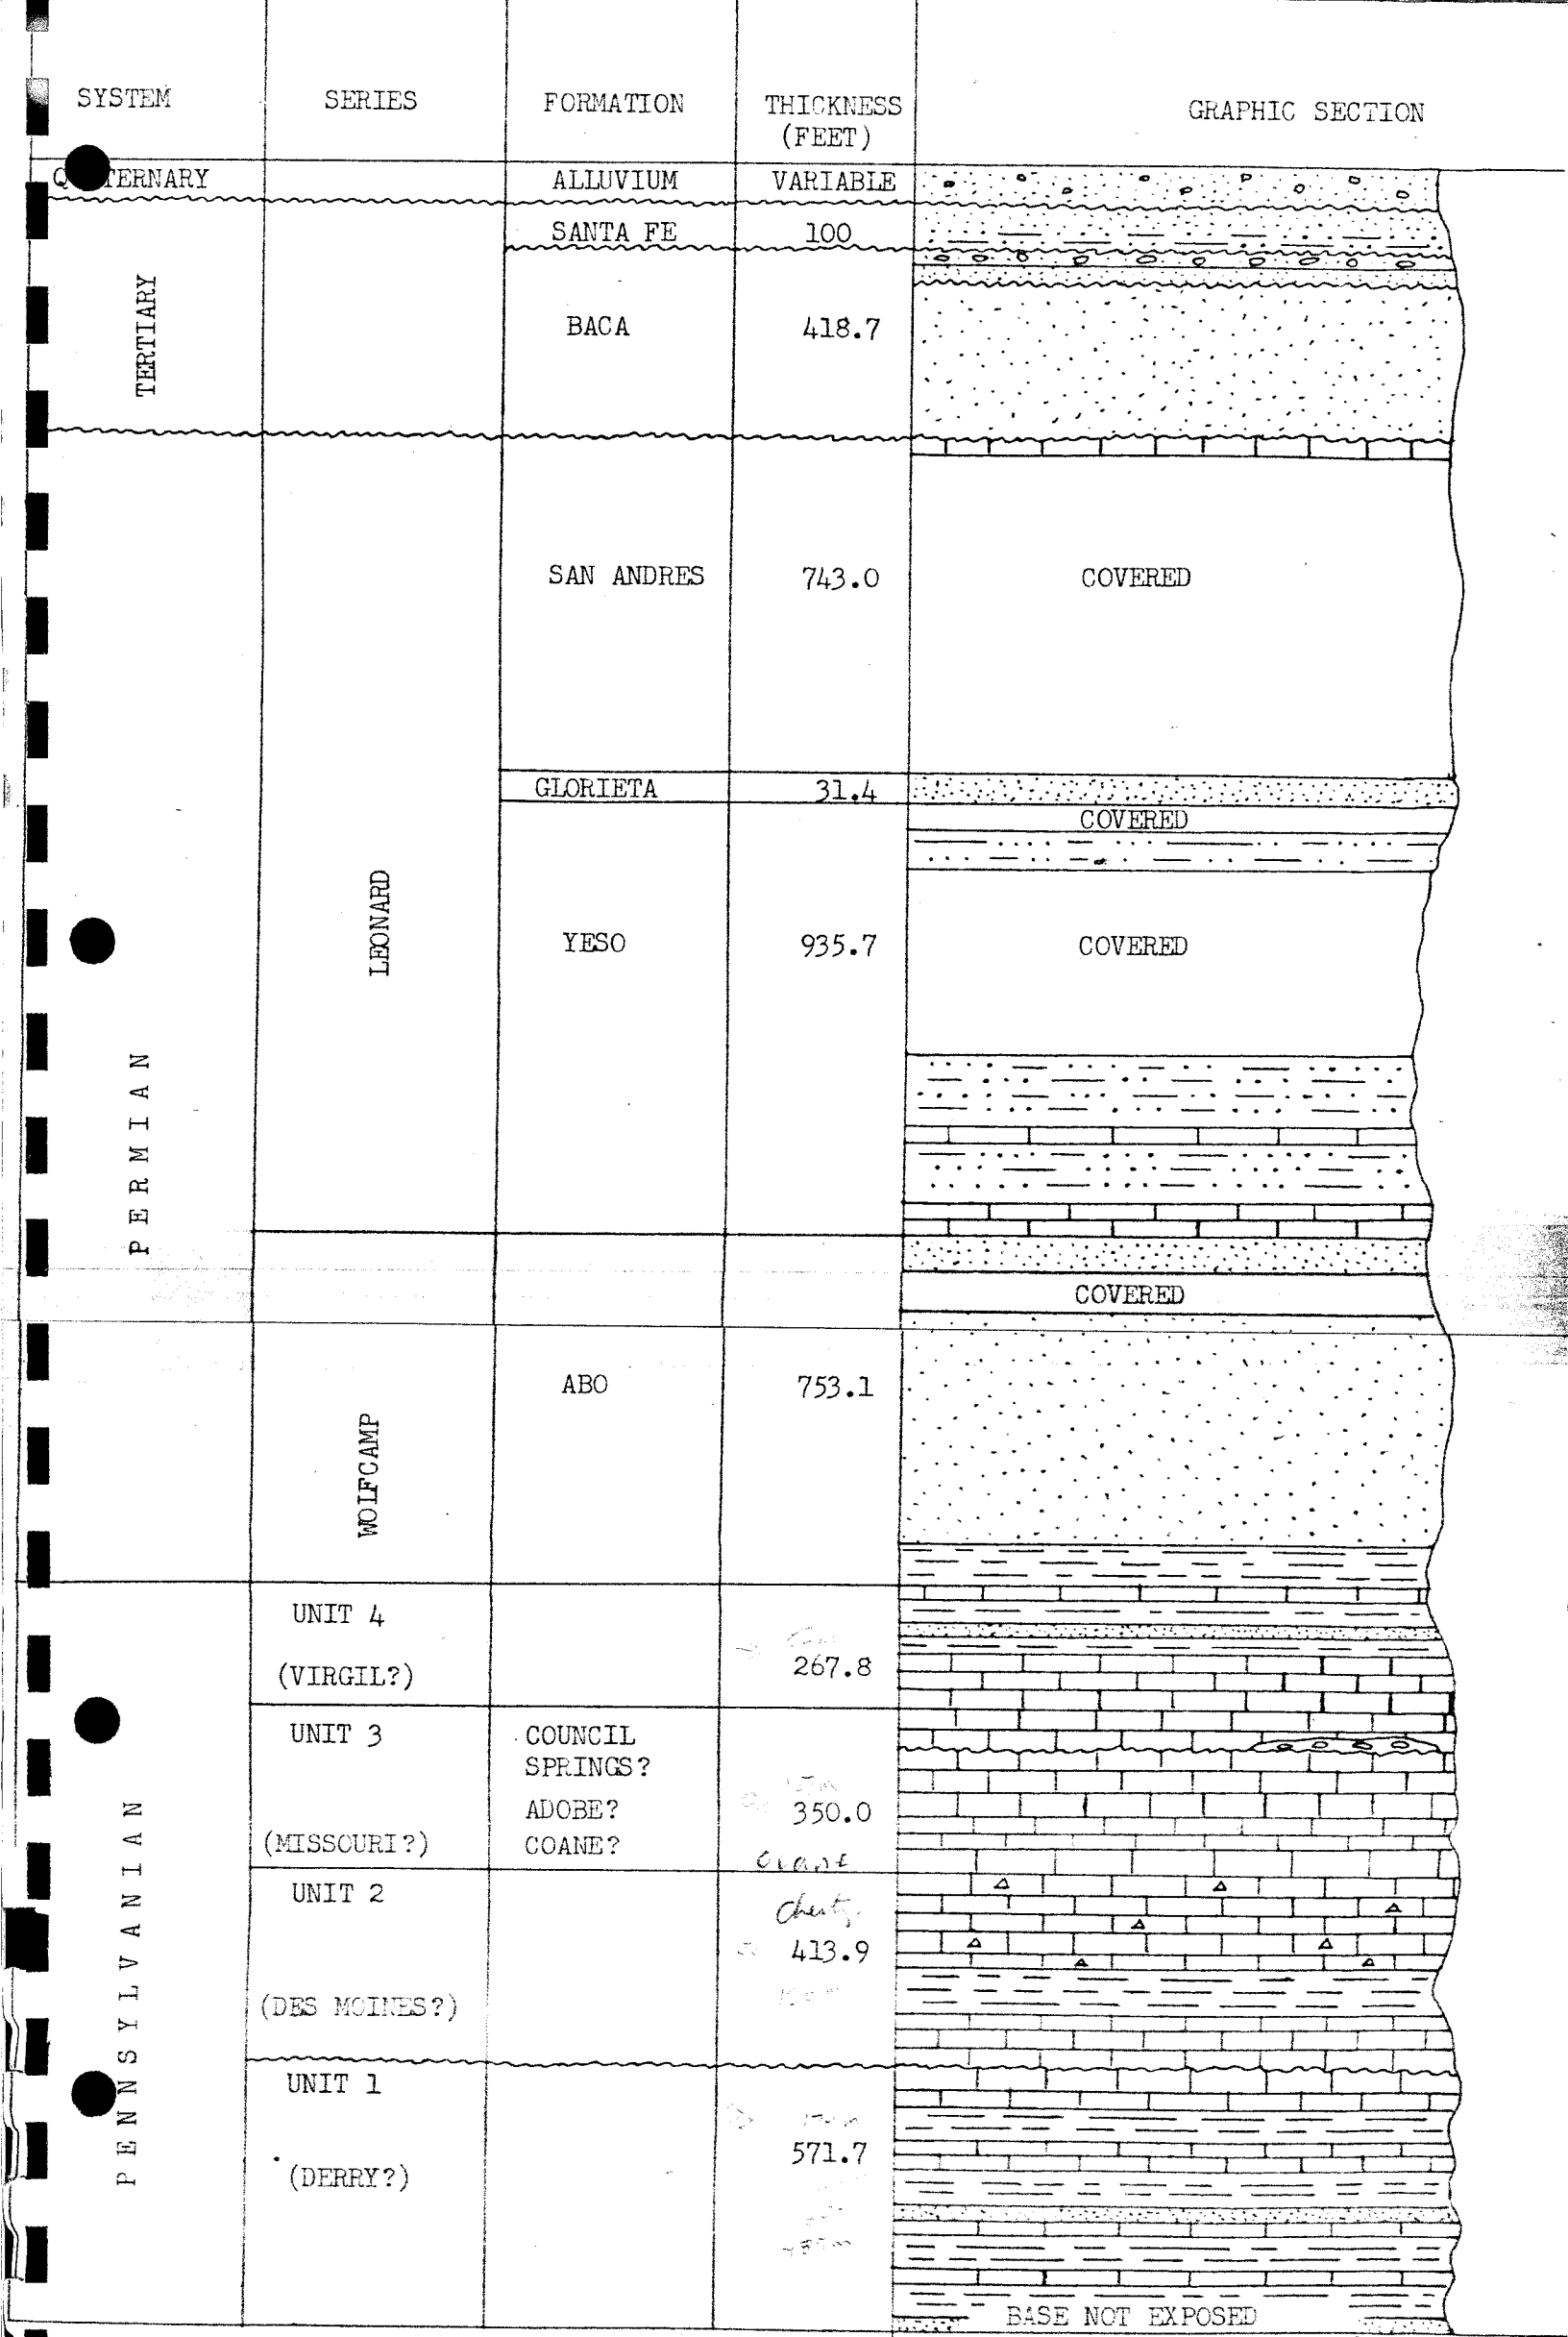 SYSTEM SERIES FORMATION THICKNESS (FEET) GRAPHIC SECTION
ALLUVIUM VARIABLE
SANTA FE 100
TERTIARY
BACA 418.7
SAN ANDRES 743.0 COVERED
GLORIETA 31.4
COVERED
LEONARD
YESO 935.7 COVERED
PERMIAN
COVERED
ABO 753.1
WOLFCAMP
UNIT 4
(VIRGIL?) 267.8
UNIT 3 COUNCIL
SPRINGS?
ADOBE? 350.0
(MISSOURI?) COANE?
UNIT 2
Cherty
413.9
(DES MOINES?)
PENNSYLVANIAN
UNIT 1
571.7
(DERRY?)
BASE NOT EXPOSED